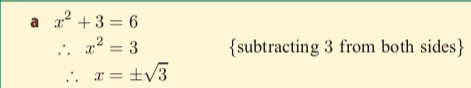 a x² + 3 = 6
∴ x² = 3 {subtracting 3 from both sides}
∴ x = ±√3